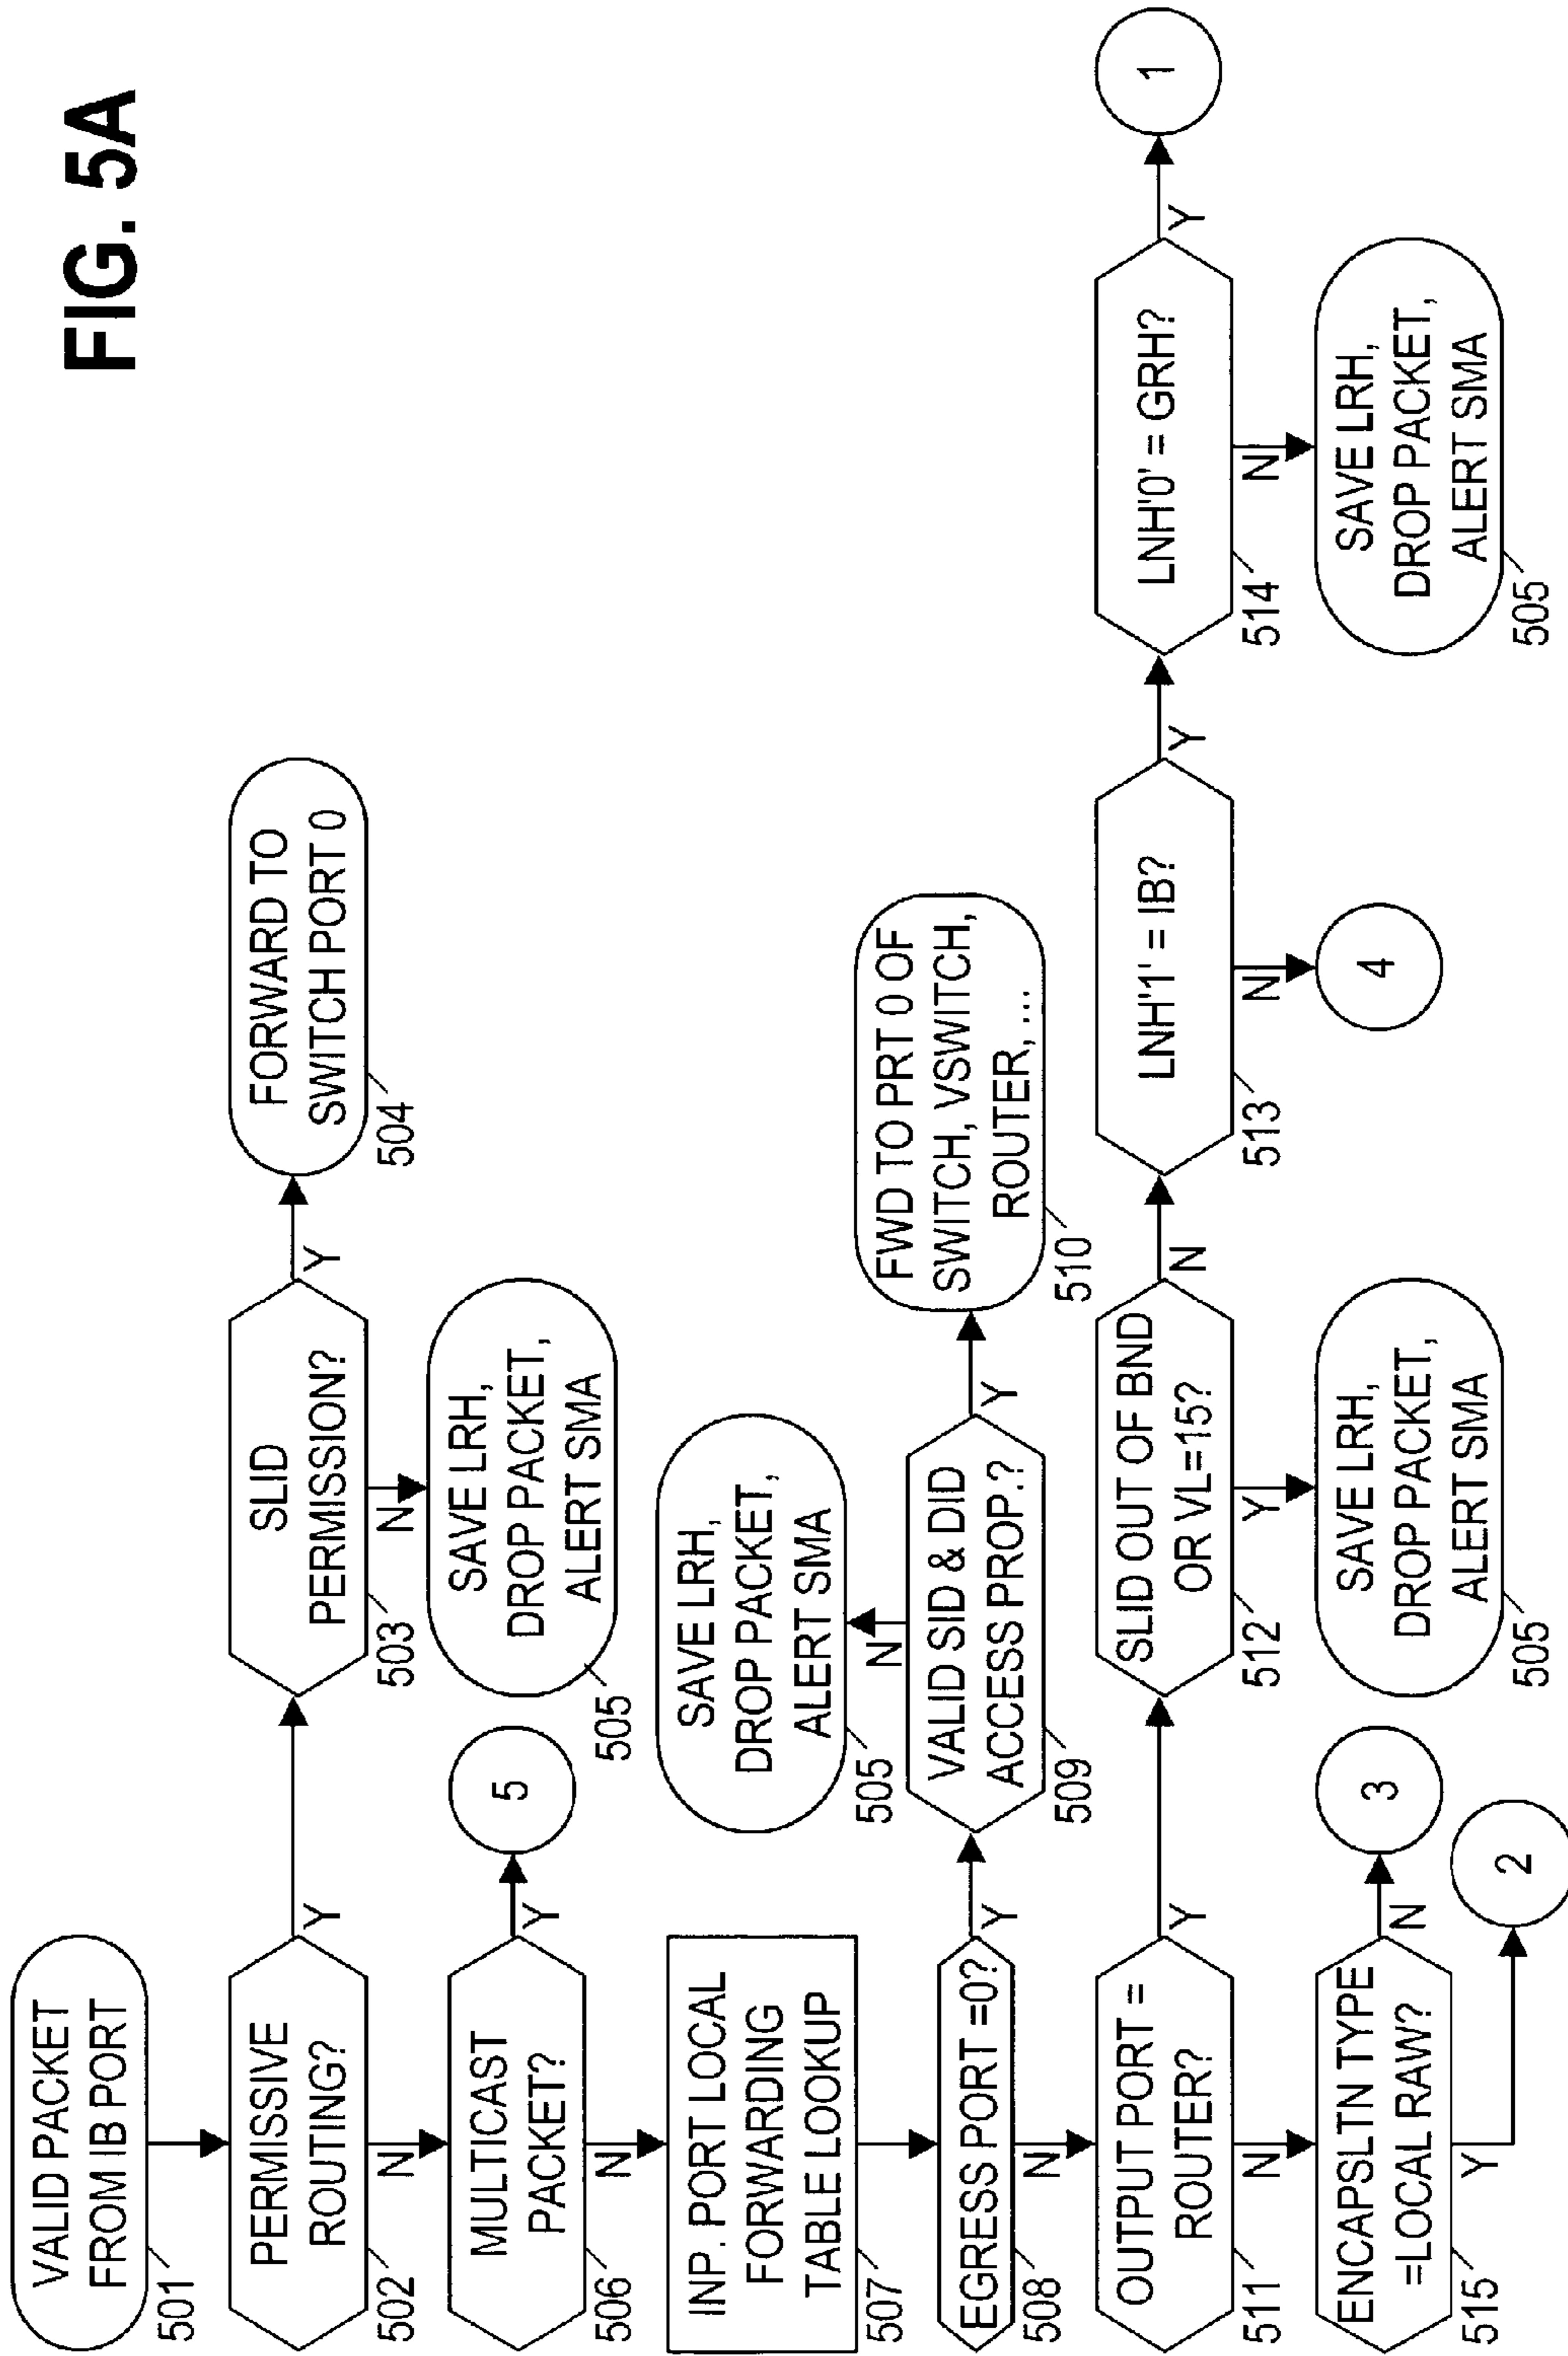 FIG. 5A
VALID PACKET
FROM IB PORT
501
PERMISSIVE
ROUTING?
502
Y
N
SLID
PERMISSION?
503
Y
N
FORWARD TO
SWITCH PORT 0
504
SAVE LRH,
DROP PACKET,
ALERT SMA
505
MULTICAST
PACKET?
506
Y
N
5
INP. PORT LOCAL
FORWARDING
TABLE LOOKUP
507
SAVE LRH,
DROP PACKET,
ALERT SMA
505
EGRESS PORT =0?
508
Y
N
VALID SID & DID
ACCESS PROP.?
509
N
Y
FWD TO PRT 0 OF
SWITCH, VSWITCH,
ROUTER, ...
510
OUTPUT PORT =
ROUTER?
511
Y
N
SLID OUT OF BND
OR VL=15?
512
N
Y
SAVE LRH,
DROP PACKET,
ALERT SMA
505
LNH'1' = IB?
513
Y
N
4
LNH'0' = GRH?
514
Y
N
1
SAVE LRH,
DROP PACKET,
ALERT SMA
505
ENCAPSLTN TYPE
=LOCAL RAW?
515
N
Y
3
2